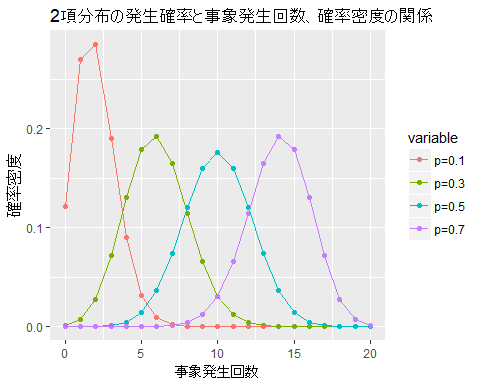 2項分布の発生確率と事象発生回数、確率密度の関係
確率密度
0.2
0.1
0.0
0
5
10
15
20
事象発生回数
variable
p=0.1
p=0.3
p=0.5
p=0.7